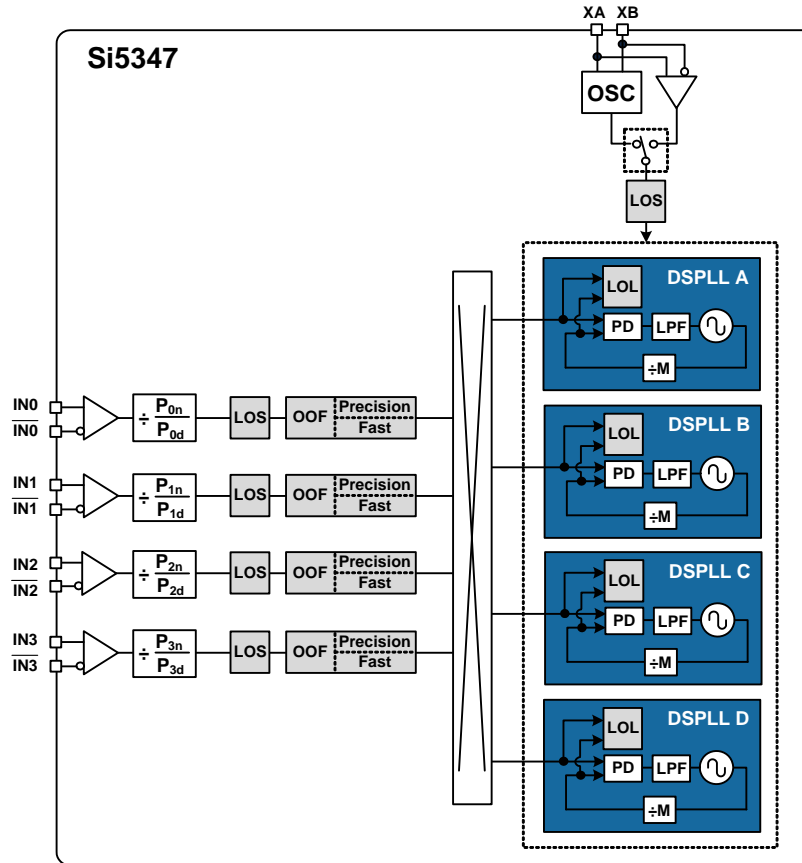 XA XB
Si5347
OSC
LOS
DSPLL A
LOL
PD LPF
÷M
IN0
IN0
÷ P0n/P0d
LOS
OOF
Precision
Fast
DSPLL B
LOL
PD LPF
÷M
IN1
IN1
÷ P1n/P1d
LOS
OOF
Precision
Fast
IN2
IN2
÷ P2n/P2d
LOS
OOF
Precision
Fast
DSPLL C
LOL
PD LPF
÷M
IN3
IN3
÷ P3n/P3d
LOS
OOF
Precision
Fast
DSPLL D
LOL
PD LPF
÷M